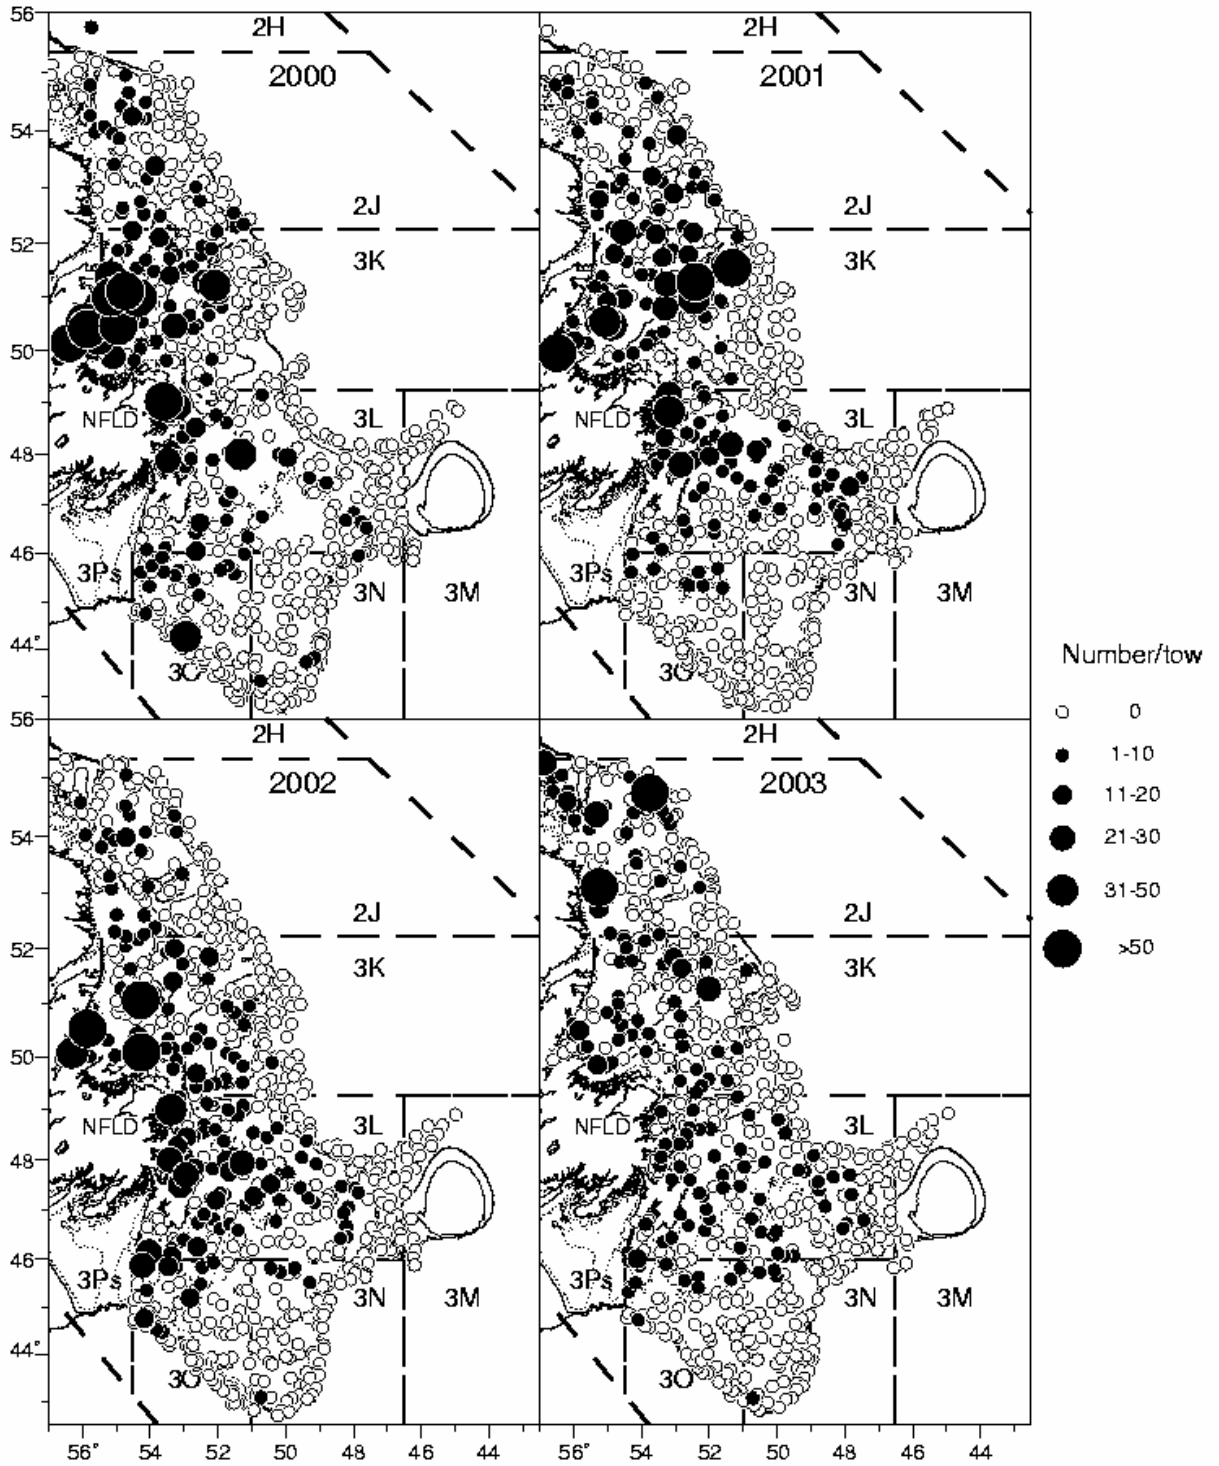 56
2H
2H
2000
2001
54
2J
2J
52
3K
3K
50
NFLD
3L
NFLD
3L
48
46
3Ps
3N
3M
3Ps
3N
3M
44°
3O
3O
Number/tow
0
1-10
11-20
21-30
31-50
>50
56
2H
2H
2002
2003
54
2J
2J
52
3K
3K
50
NFLD
3L
NFLD
3L
48
46
3Ps
3N
3M
3Ps
3N
3M
44°
3O
3O
56° 54 52 50 48 46 44 56° 54 52 50 48 46 44